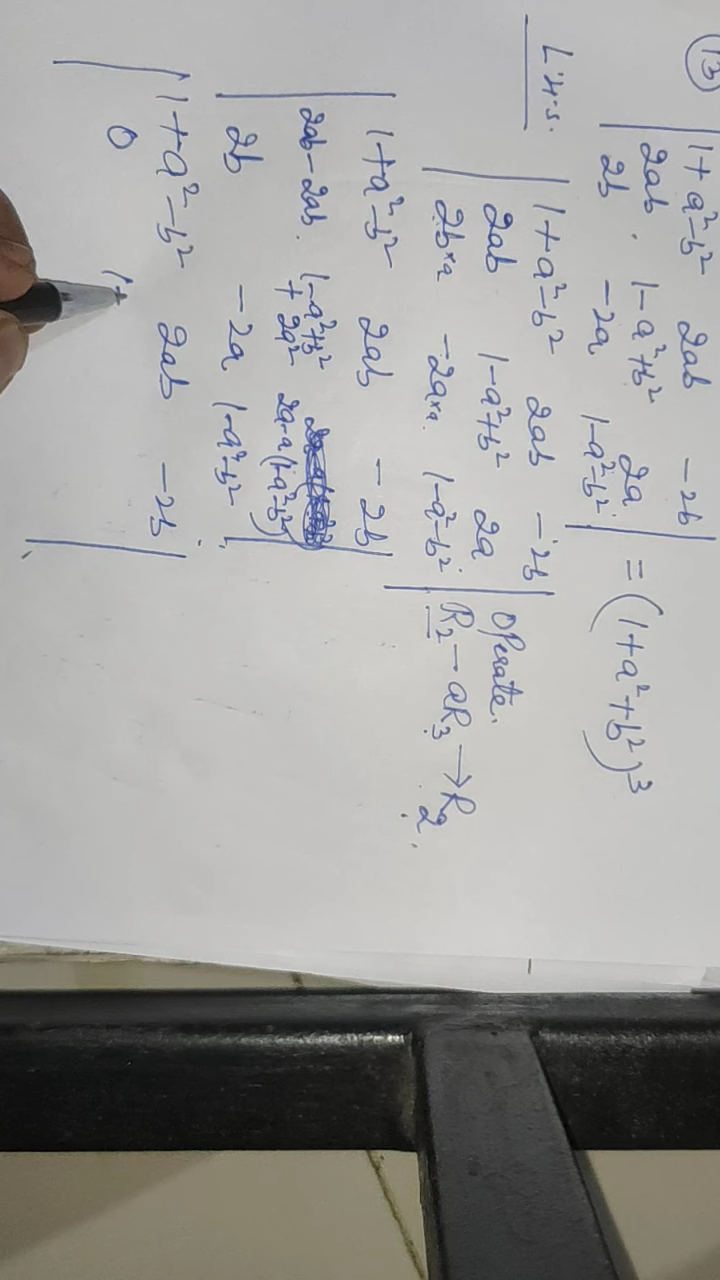 (13) | 1+a²-b² 2ab -2b |
| 2ab 1-a²+b² 2a | = (1+a²+b²)³
| 2b -2a 1-a²-b² |
L.H.S.
| 1+a²-b² 2ab -2b | Operate.
| 2ab 1-a²+b² 2a | R₂-aR₃→R₂.
| 2b×a -2a×a. 1-a²-b² |
| 1+a²-b² 2ab -2b |
| 2ab-2ab. 1-a²+b²+2a² 2a-a(1-a²-b²) |
| 2b -2a 1-a²-b² |
| 1+a²-b² 2ab -2b |
0 1+